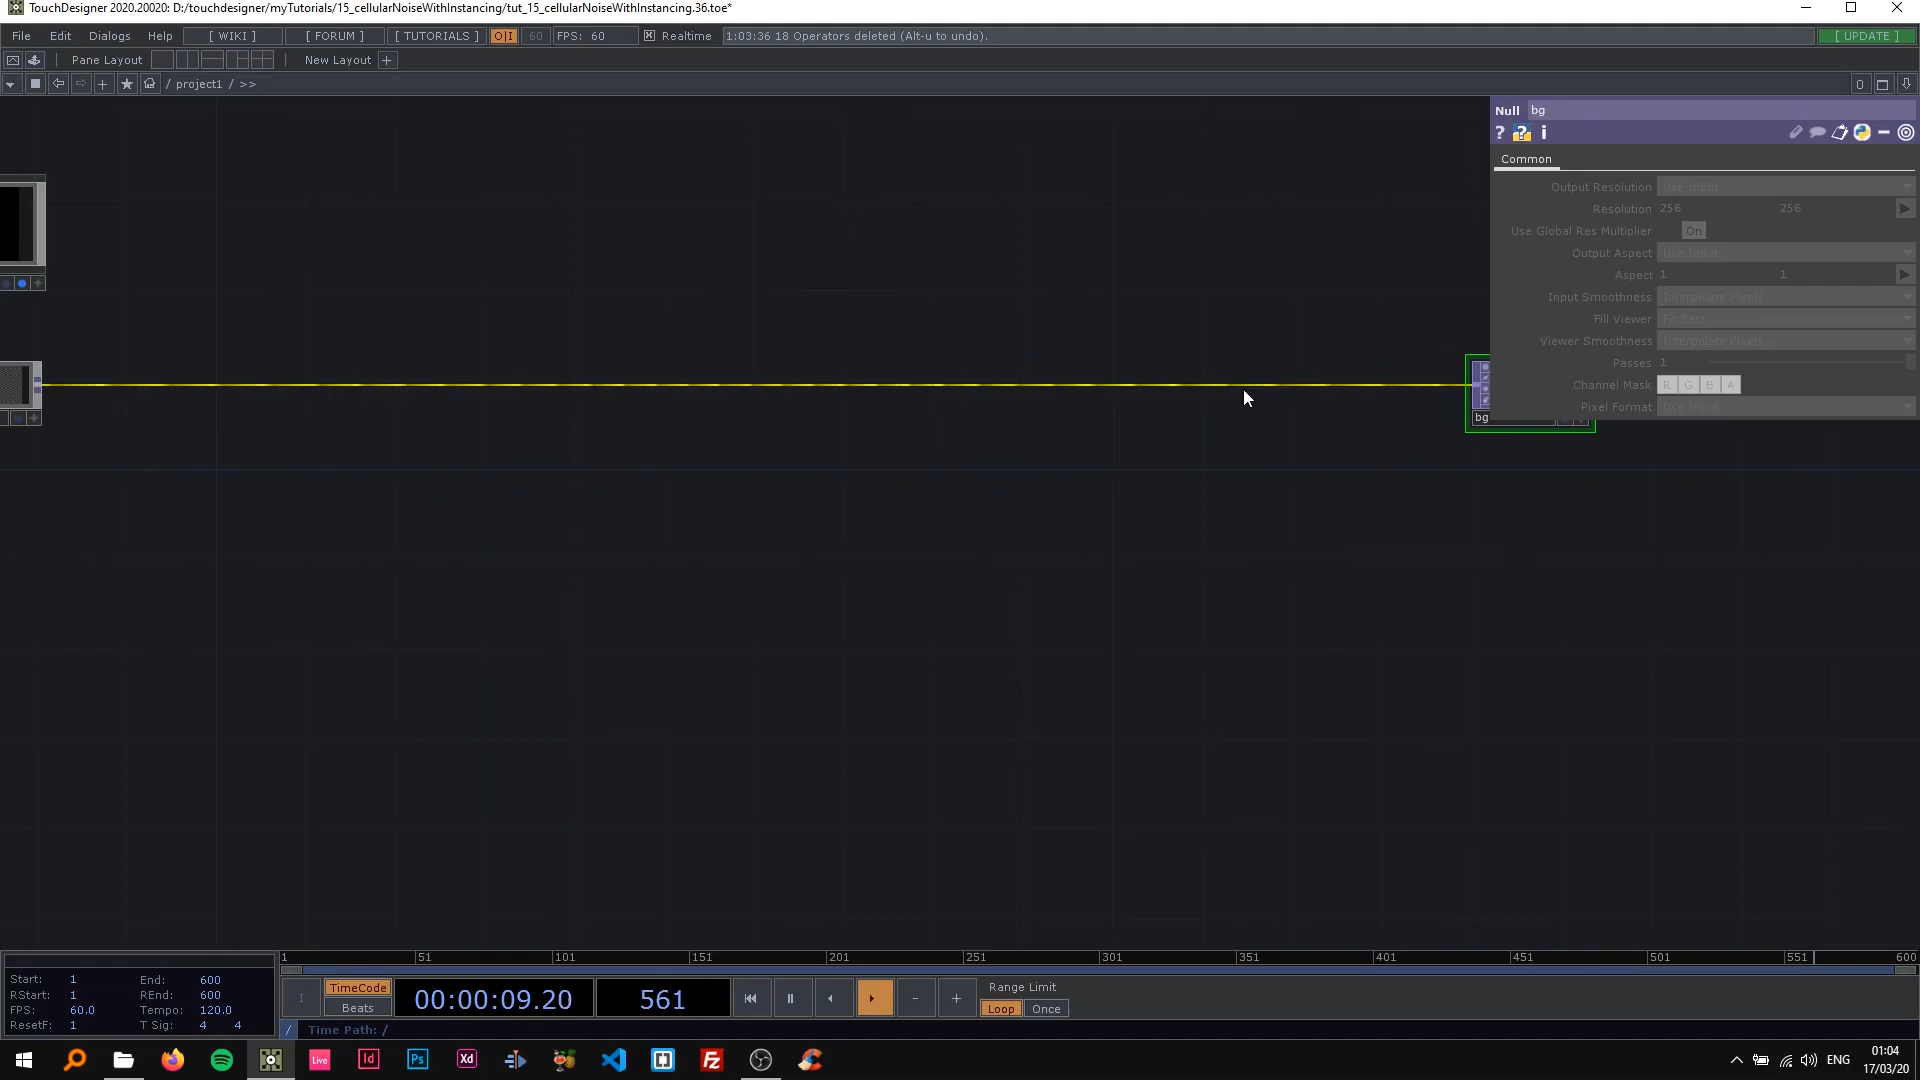 TouchDesigner 2020.20020: D:/touchdesigner/myTutorials/15_cellularNoiseWithInstancing/tut_15_cellularNoiseWithInstancing.36.toe*
File Edit Dialogs Help [ WIKI ] [ FORUM ] [ TUTORIALS ] O|I 60 FPS: 60 Realtime 1:03:36 18 Operators deleted (Alt-u to undo). [ UPDATE ]
Pane Layout New Layout +
/ project1 / >> 0
Null bg
? ? i
Common
Output Resolution Use Input
Resolution 256 256
Use Global Res Multiplier On
Output Aspect Use Input
Aspect 1 1
Input Smoothness Interpolate Pixels
Fill Viewer Fit Best
Viewer Smoothness Interpolate Pixels
Passes 1
Channel Mask R G B A
Pixel Format Use Input
bg
1 51 101 151 201 251 301 351 401 451 501 551 600
Start: 1 End: 600
RStart: 1 REnd: 600
FPS: 60.0 Tempo: 120.0
ResetF: 1 T Sig: 4 4
I TimeCode Beats 00:00:09.20 561 - + Range Limit
Loop Once
/ Time Path: /
Live Id Ps Xd Fz ENG 01:04
17/03/20